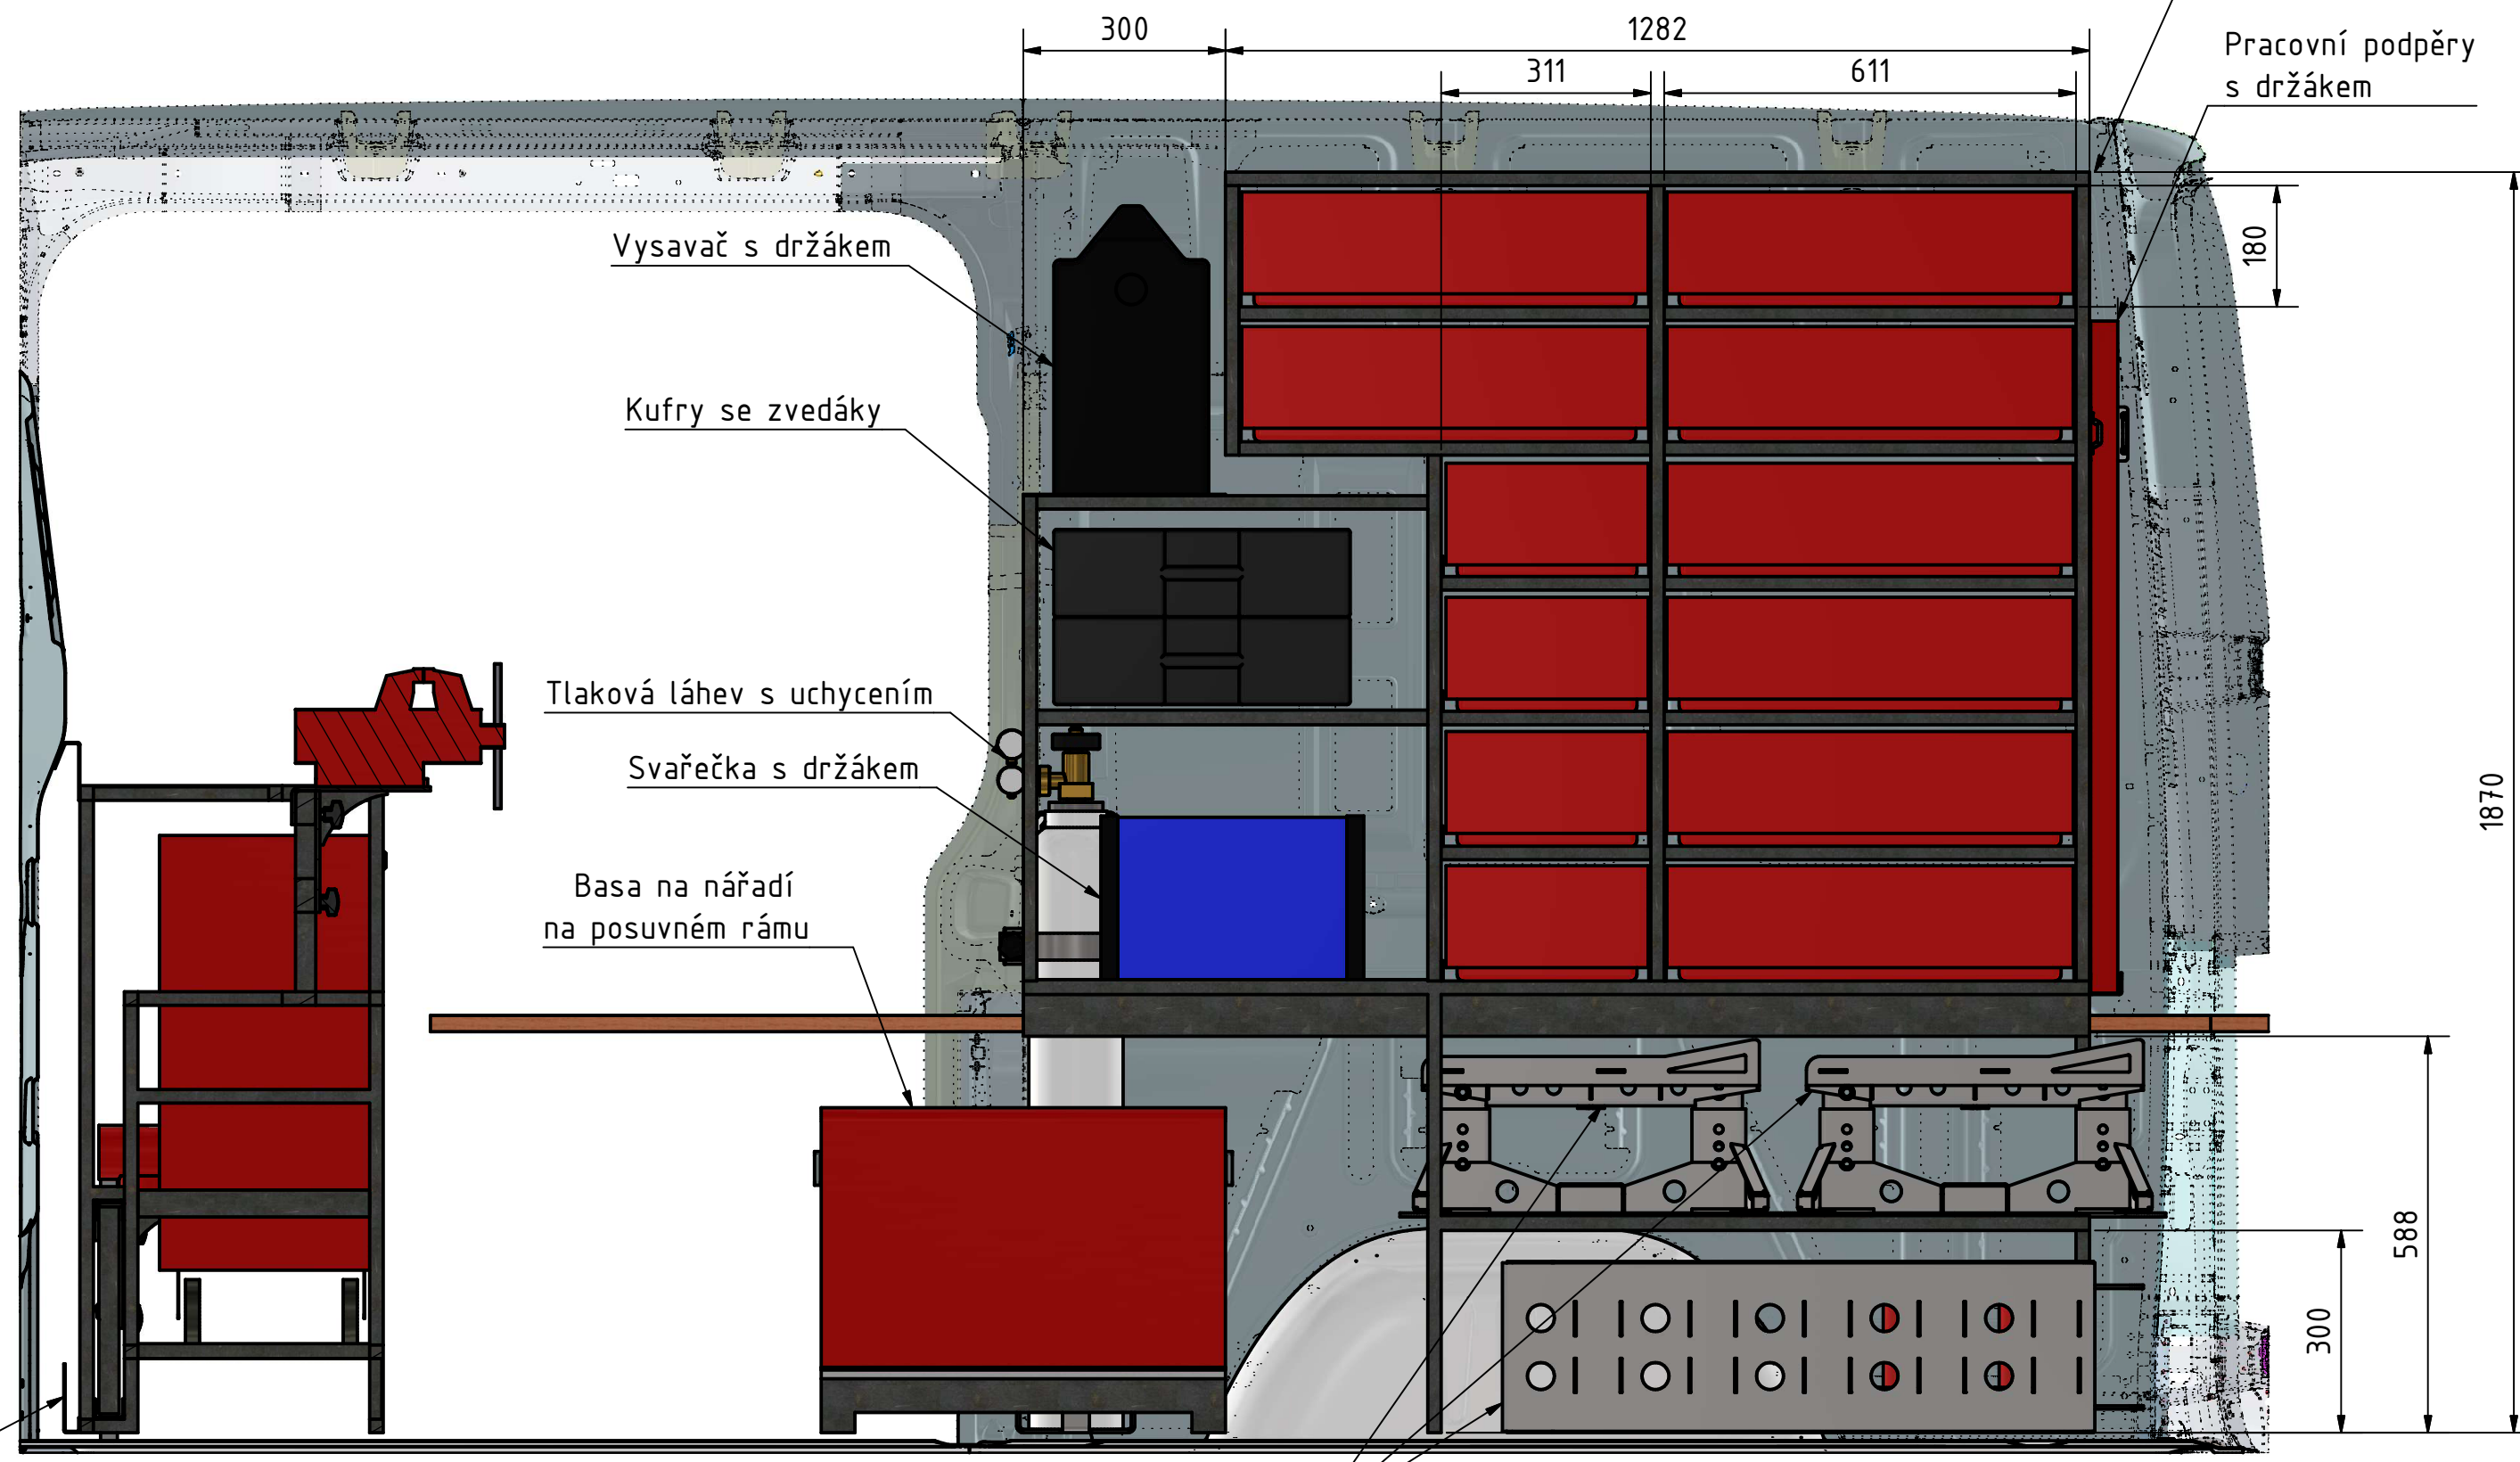 300
1282
311
611
Pracovní podpěry
s držákem
180
Vysavač s držákem
Kufry se zvedáky
Tlaková láhev s uchycením
Svařečka s držákem
1870
Basa na nářadí
na posuvném rámu
588
300